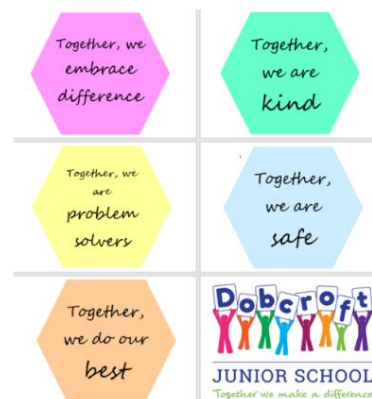 Together, we
embrace
difference
Together,
we are
kind
Together, we
are
problem
solvers
Together,
we are
safe
Together,
we do our
best
Dobcroft
JUNIOR SCHOOL
Together we make a difference